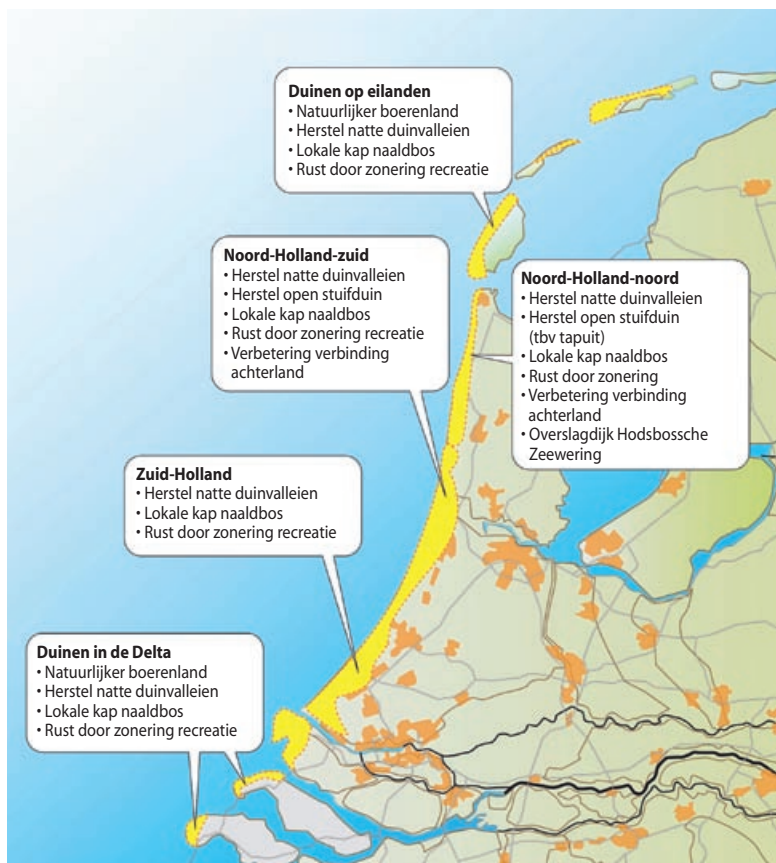 Duinen op eilanden
• Natuurlijker boerenland
• Herstel natte duinvalleien
• Lokale kap naaldbos
• Rust door zonering recreatie
Noord-Holland-zuid
• Herstel natte duinvalleien
• Herstel open stuifduin
• Lokale kap naaldbos
• Rust door zonering recreatie
• Verbetering verbinding
achterland
Noord-Holland-noord
• Herstel natte duinvalleien
• Herstel open stuifduin
(tbv tapuit)
• Lokale kap naaldbos
• Rust door zonering
• Verbetering verbinding
achterland
• Overslagdijk Hodsbossche
Zeewering
Zuid-Holland
• Herstel natte duinvalleien
• Lokale kap naaldbos
• Rust door zonering recreatie
Duinen in de Delta
• Natuurlijker boerenland
• Herstel natte duinvalleien
• Lokale kap naaldbos
• Rust door zonering recreatie